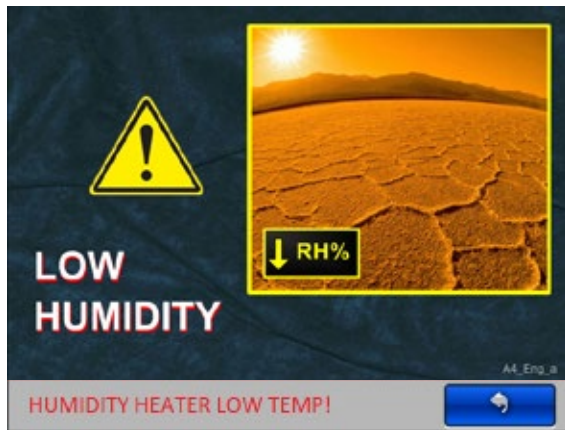 ↓ RH%
LOW
HUMIDITY
A4_Eng_a
HUMIDITY HEATER LOW TEMP!